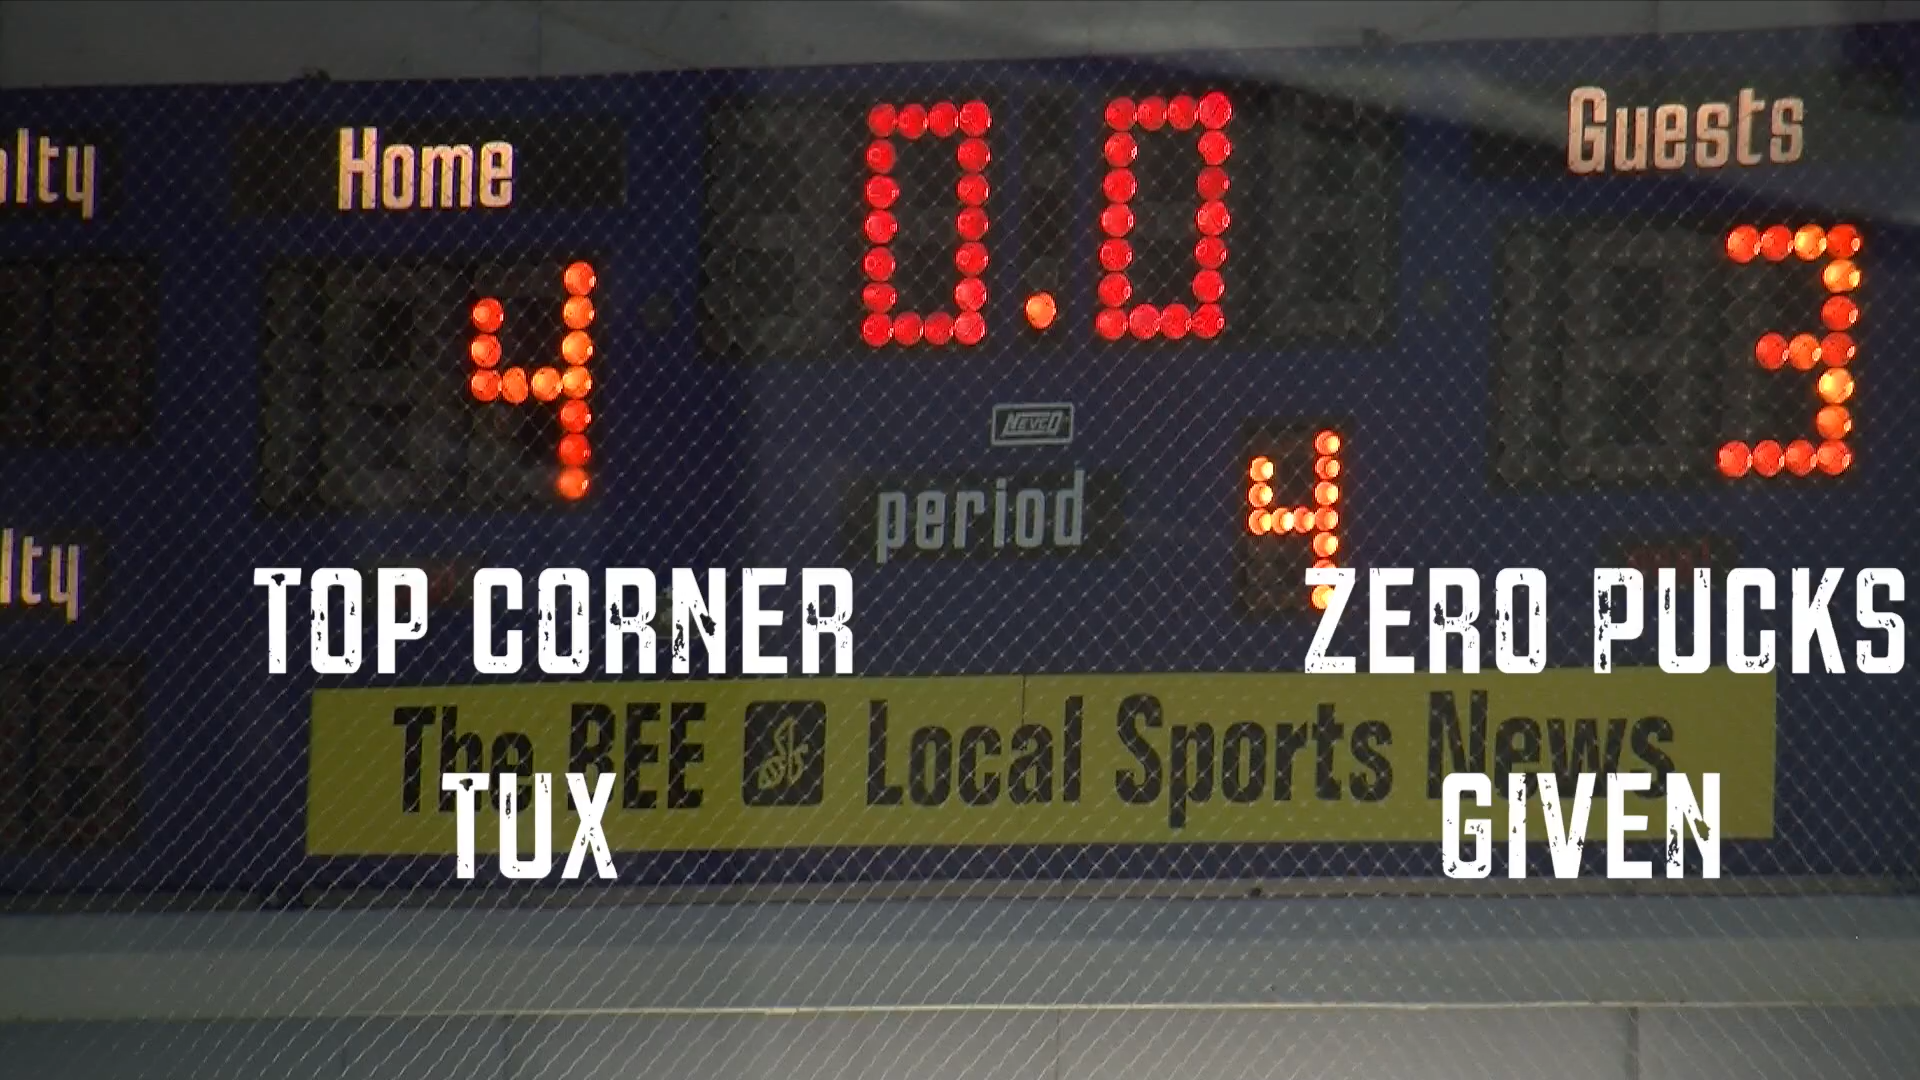 alty Home 0.0 Guests
4 3
NEVCO
period 4
lty
TOP CORNER ZERO PUCKS
The BEE Local Sports News
TUX GIVEN